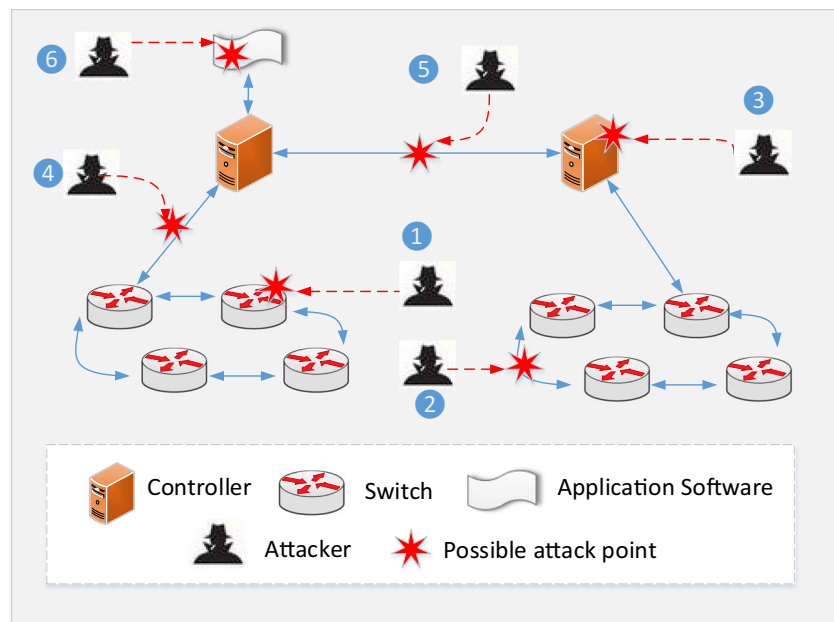 6
5
3
4
1
2
Controller
Switch
Application Software
Attacker
Possible attack point